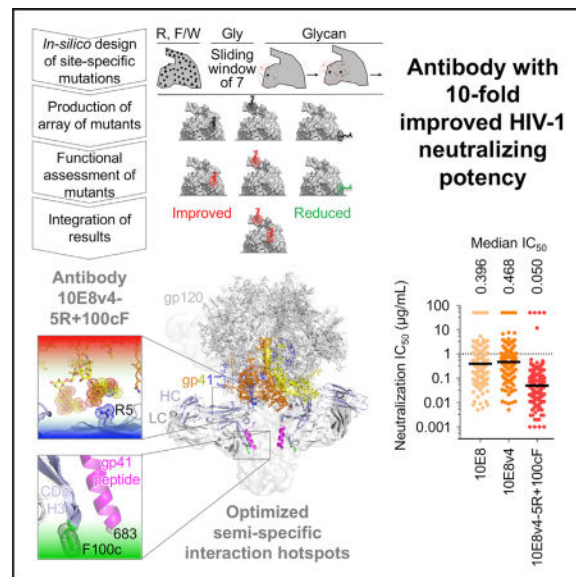 In-silico design
of site-specific
mutations
R, F/W
Gly
Glycan
Sliding
window
of 7
Production of
array of mutants
Functional
assessment of
mutants
Improved
Reduced
Integration of
results
Antibody with
10-fold
improved HIV-1
neutralizing
potency
Antibody
10E8v4-
5R+100cF
gp120
gp41
HC
LC
R5
gp41
peptide
CDR
H3
683
F100c
Optimized
semi-specific
interaction hotspots
Median IC50
0.396
0.468
0.050
Neutralization IC50 (µg/mL)
100
50
10
1
0.1
0.01
0.001
10E8
10E8v4
10E8v4-5R+100cF